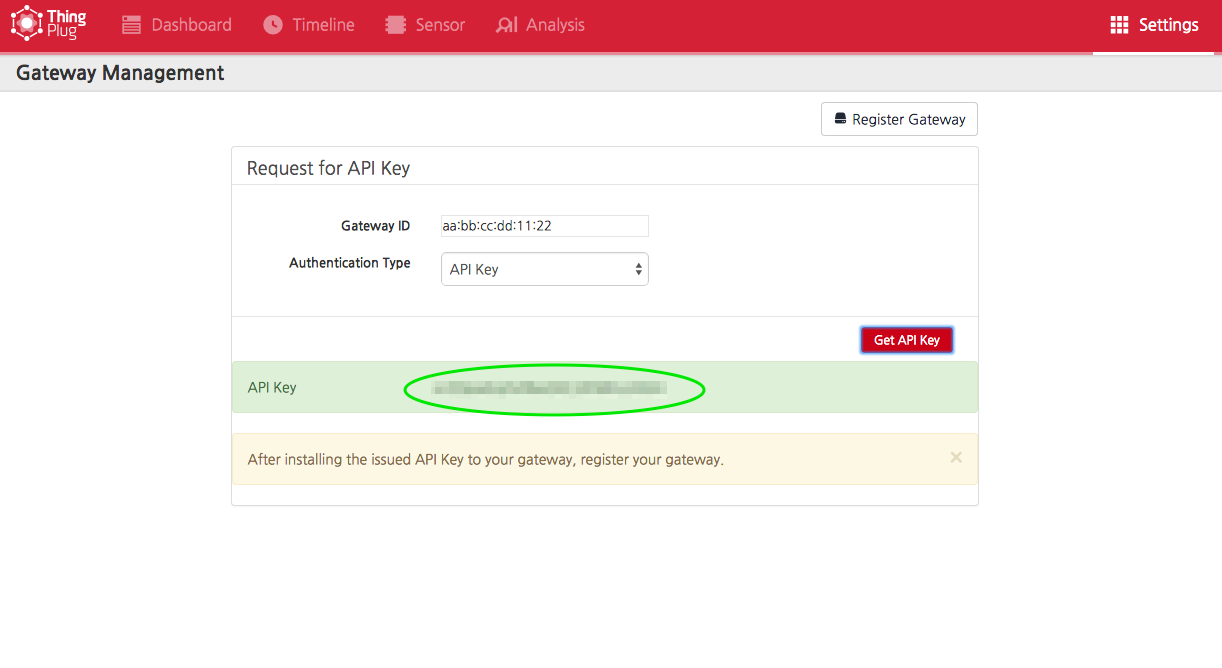 Thing
Plug
Dashboard
Timeline
Sensor
Analysis
Settings
Gateway Management
Register Gateway
Request for API Key
Gateway ID
aa:bb:cc:dd:11:22
Authentication Type
API Key
Get API Key
API Key
After installing the issued API Key to your gateway, register your gateway.
×